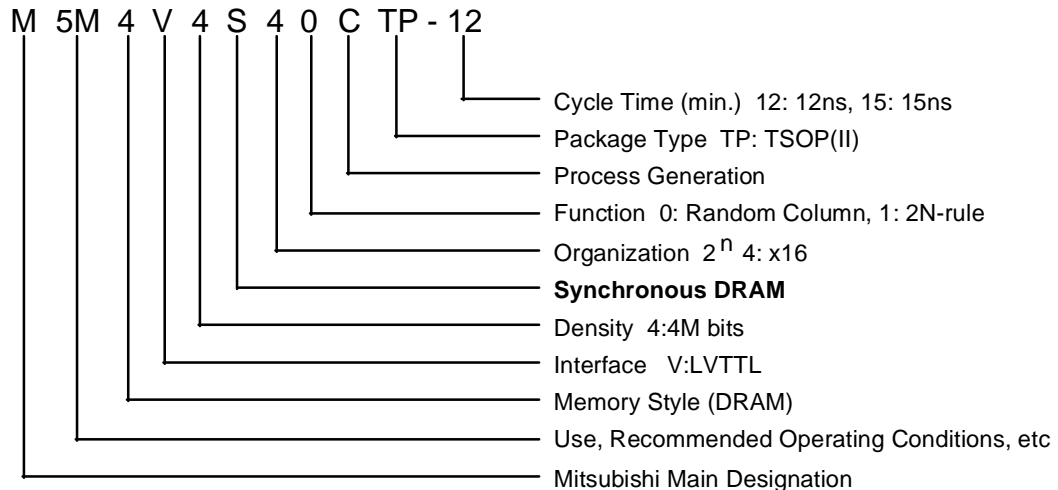 M 5M 4 V 4 S 4 0 C TP - 12
Cycle Time (min.) 12: 12ns, 15: 15ns
Package Type TP: TSOP(II)
Process Generation
Function 0: Random Column, 1: 2N-rule
Organization 2ⁿ 4: x16
Synchronous DRAM
Density 4:4M bits
Interface V:LVTTL
Memory Style (DRAM)
Use, Recommended Operating Conditions, etc
Mitsubishi Main Designation